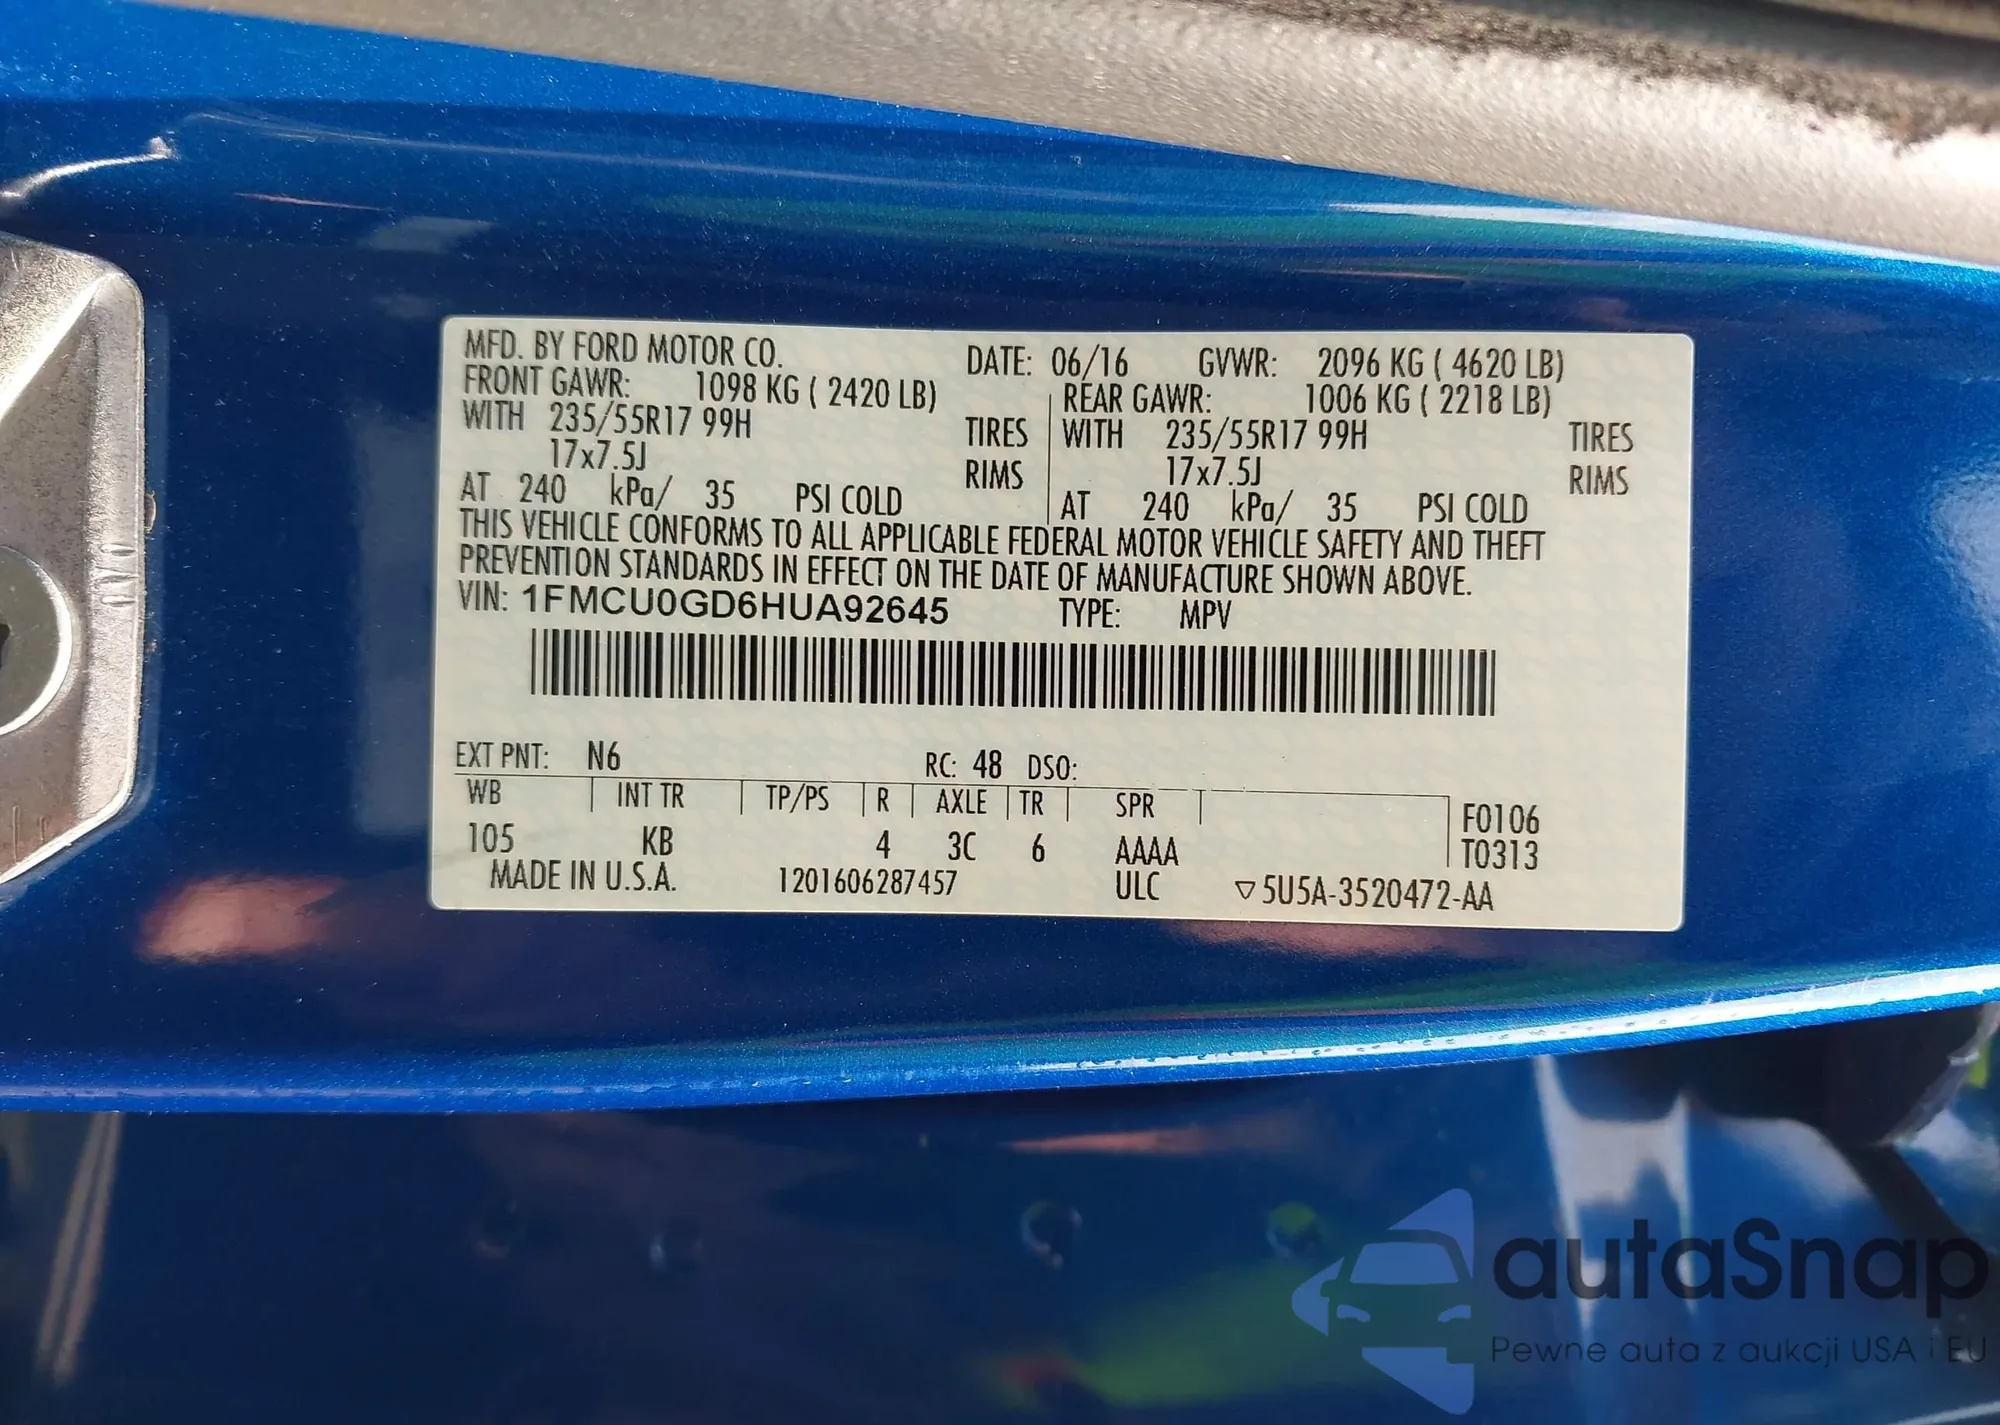 MFD. BY FORD MOTOR CO. DATE: 06/16 GVWR: 2096 KG ( 4620 LB)
FRONT GAWR: 1098 KG ( 2420 LB) REAR GAWR: 1006 KG ( 2218 LB)
WITH 235/55R17 99H TIRES WITH 235/55R17 99H TIRES
17x7.5J RIMS 17x7.5J RIMS
AT 240 kPa/ 35 PSI COLD AT 240 kPa/ 35 PSI COLD
THIS VEHICLE CONFORMS TO ALL APPLICABLE FEDERAL MOTOR VEHICLE SAFETY AND THEFT
PREVENTION STANDARDS IN EFFECT ON THE DATE OF MANUFACTURE SHOWN ABOVE.
VIN: 1FMCU0GD6HUA92645 TYPE: MPV
EXT PNT: N6 RC: 48 DSO:
WB INT TR TP/PS R AXLE TR SPR F0106
105 KB 4 3C 6 AAAA T0313
MADE IN U.S.A. 1201606287457 ULC ▽5U5A-3520472-AA
autaSnap
Pewne auta z aukcji USA i EU